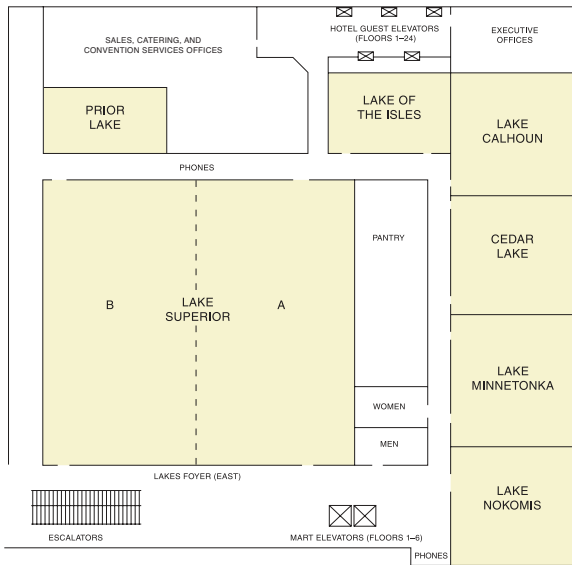 SALES, CATERING, AND
CONVENTION SERVICES OFFICES
HOTEL GUEST ELEVATORS
(FLOORS 1–24)
EXECUTIVE
OFFICES
PRIOR
LAKE
LAKE OF
THE ISLES
LAKE
CALHOUN
PHONES
PANTRY
CEDAR
LAKE
B
LAKE
SUPERIOR
A
LAKE
MINNETONKA
WOMEN
MEN
LAKES FOYER (EAST)
LAKE
NOKOMIS
ESCALATORS
MART ELEVATORS (FLOORS 1–6)
PHONES